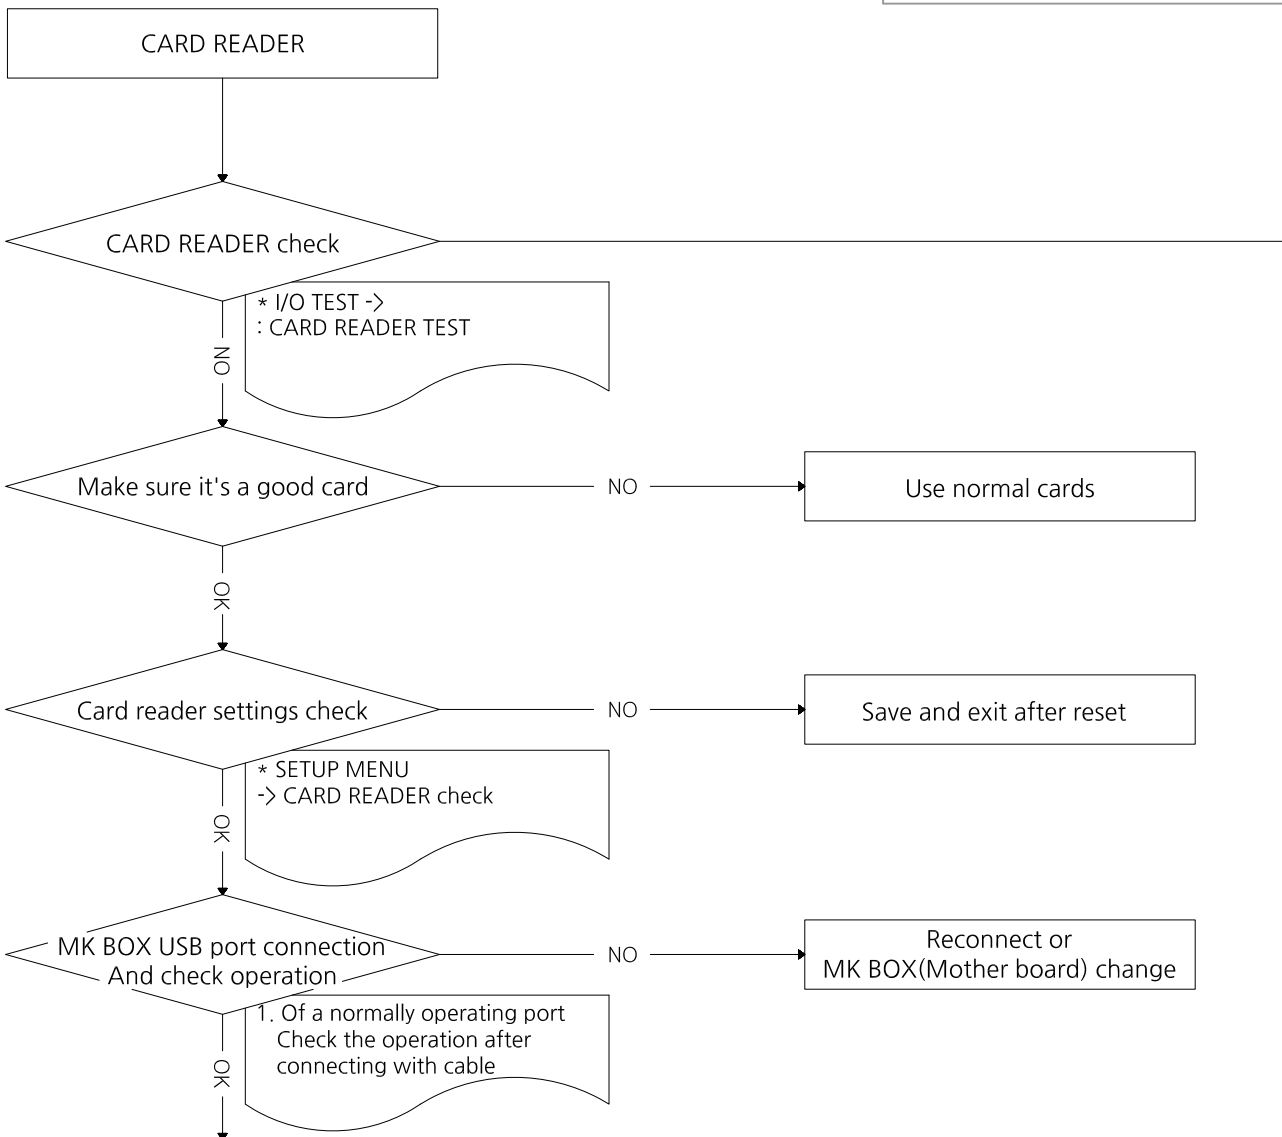 CARD READER
CARD READER check
* I/O TEST ->
: CARD READER TEST
NO
Make sure it's a good card
NO
Use normal cards
OK
Card reader settings check
NO
Save and exit after reset
* SETUP MENU
-> CARD READER check
OK
MK BOX USB port connection
And check operation
NO
Reconnect or
MK BOX(Mother board) change
1. Of a normally operating port
Check the operation after
connecting with cable
OK